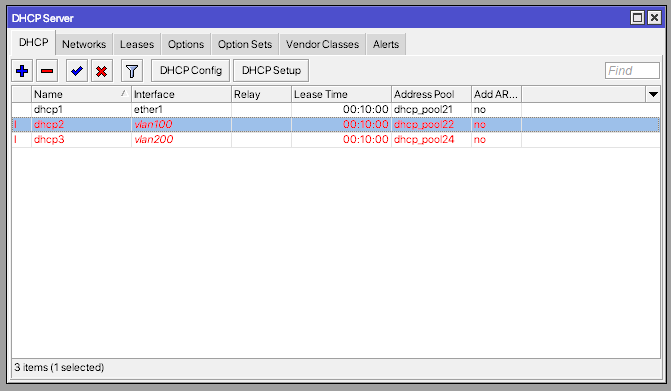 DHCP Server
DHCP Networks Leases Options Option Sets Vendor Classes Alerts
DHCP Config DHCP Setup Find
Name / Interface Relay Lease Time Address Pool Add AR...
dhcp1 ether1 00:10:00 dhcp_pool21 no
I dhcp2 vlan100 00:10:00 dhcp_pool22 no
I dhcp3 vlan200 00:10:00 dhcp_pool24 no
3 items (1 selected)